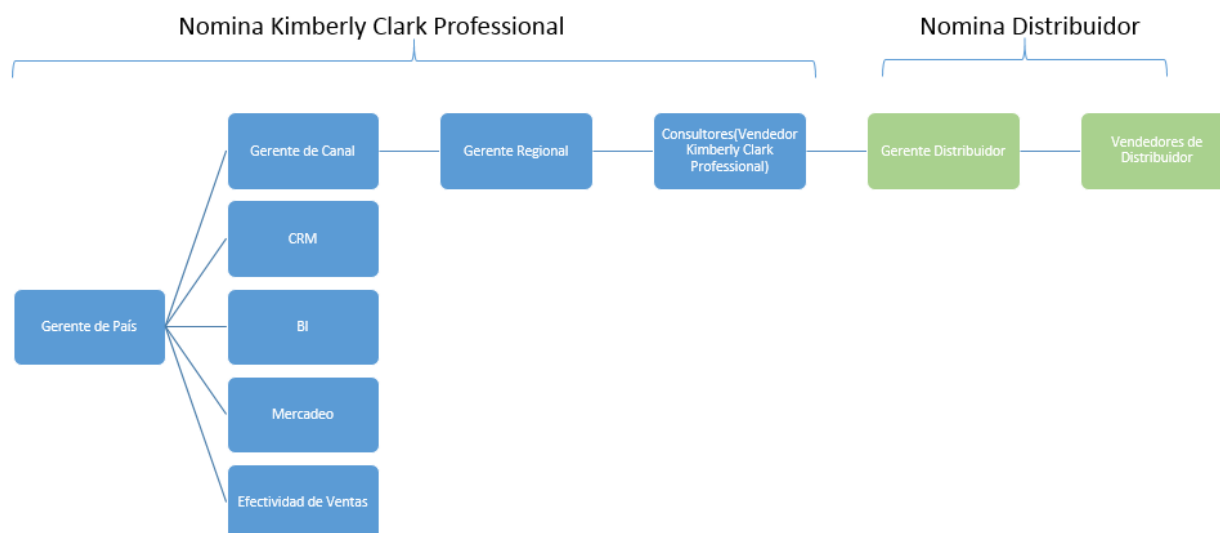 Nomina Kimberly Clark Professional
Nomina Distribuidor
Gerente de Canal
Gerente Regional
Consultores(Vendedor
Kimberly Clark
Professional)
Gerente Distribuidor
Vendedores de
Distribuidor
CRM
Gerente de País
BI
Mercadeo
Efectividad de Ventas